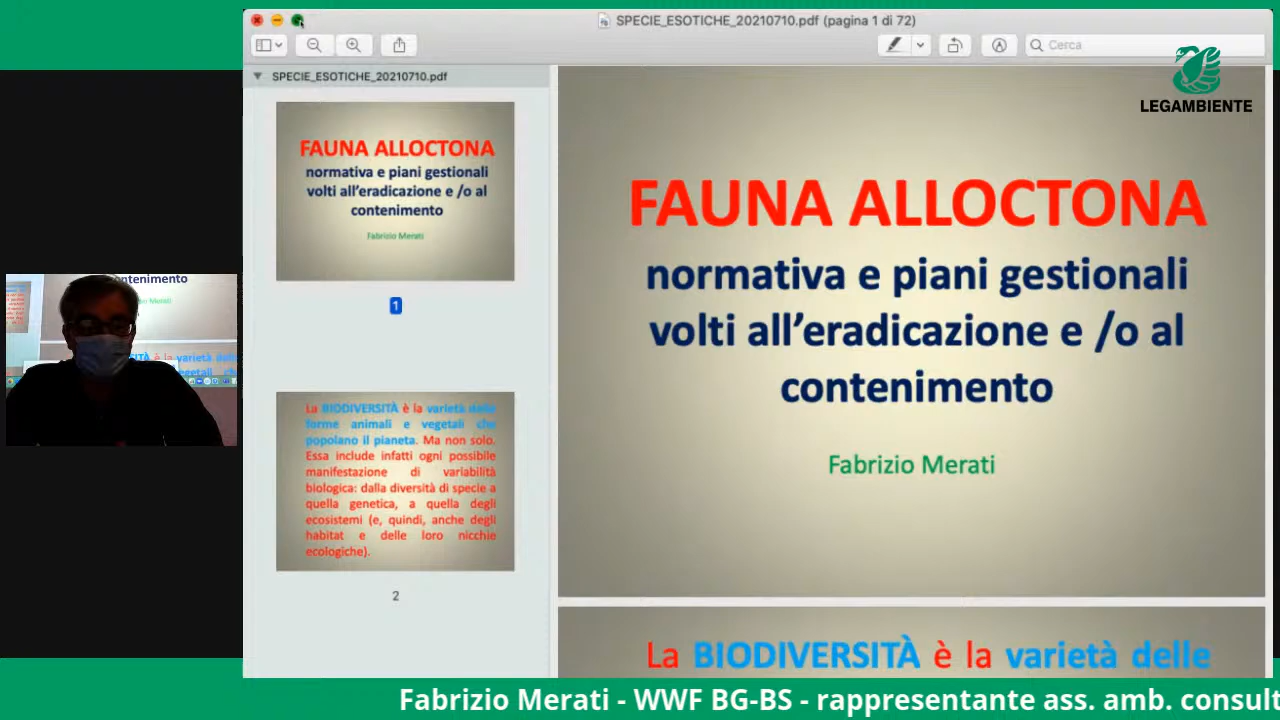 SPECIE_ESOTICHE_20210710.pdf (pagina 1 di 72)
Cerca
LEGAMBIENTE
SPECIE_ESOTICHE_20210710.pdf
FAUNA ALLOCTONA
normativa e piani gestionali
volti all'eradicazione e /o al
contenimento
Fabrizio Merati
1
La BIODIVERSITÀ è la varietà delle
forme animali e vegetali che
popolano il pianeta. Ma non solo.
Essa include infatti ogni possibile
manifestazione di variabilità
biologica: dalla diversità di specie a
quella genetica, a quella degli
ecosistemi (e, quindi, anche degli
habitat e delle loro nicchie
ecologiche).
2
FAUNA ALLOCTONA
normativa e piani gestionali
volti all'eradicazione e /o al
contenimento
Fabrizio Merati
La BIODIVERSITÀ è la varietà delle
Fabrizio Merati - WWF BG-BS - rappresentante ass. amb. consult